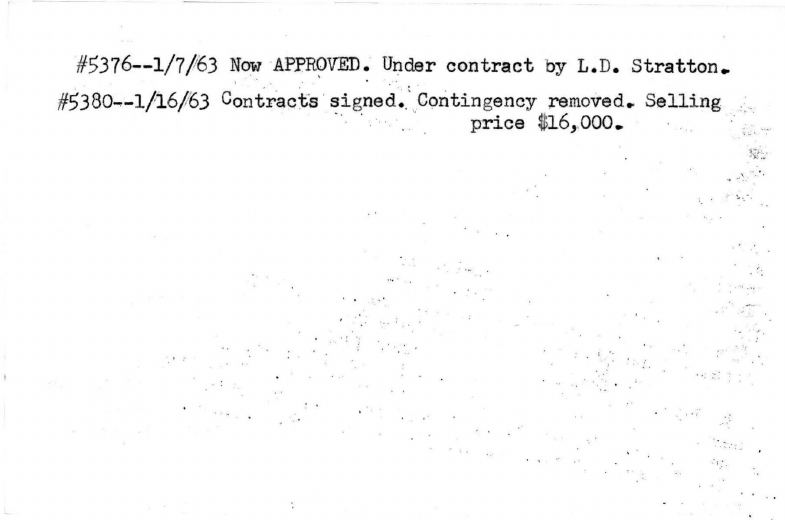 #5376--1/7/63 Now APPROVED. Under contract by L.D. Stratton.
#5380--1/16/63 Contracts signed. Contingency removed. Selling
price $16,000.